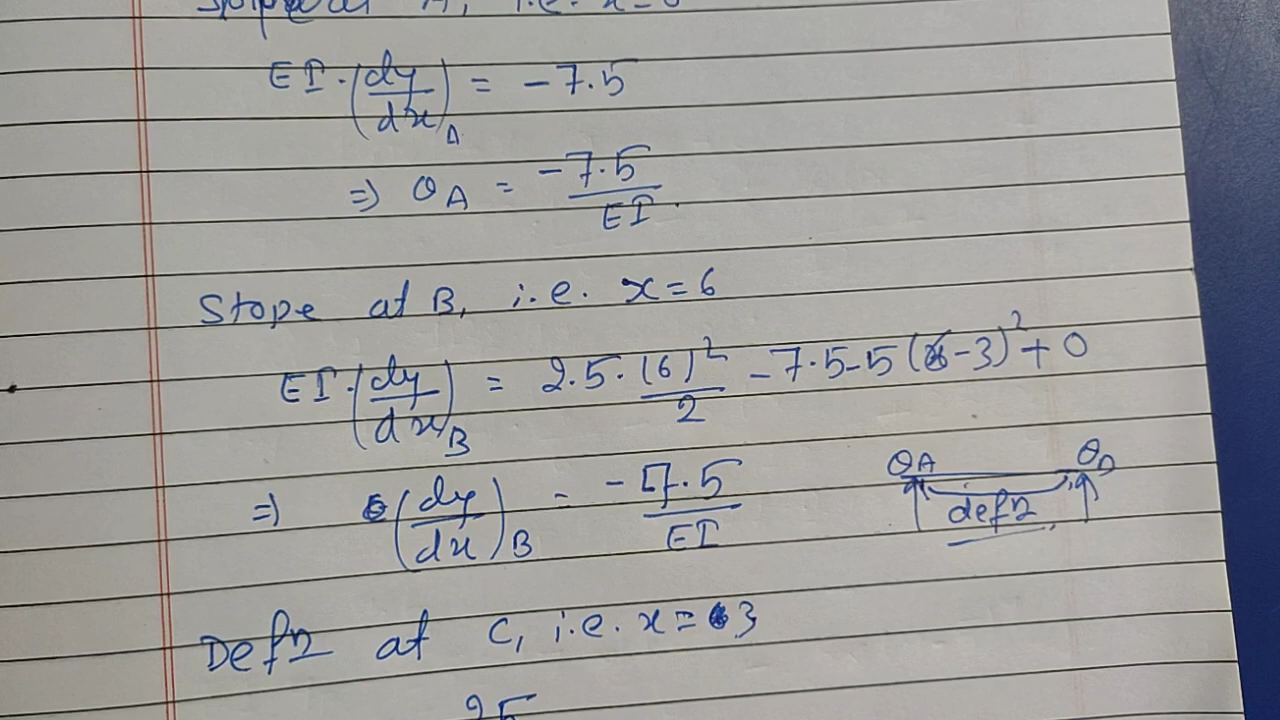 i.e. x=0
EI·(dy/dx)A = -7.5
⇒ θA = -7.5/EI.
Slope at B, i.e. x=6
EI·(dy/dx)B = 2.5·(6)²/2 - 7.5-5(6-3)²+0
⇒ (dy/dx)B = -7.5/EI
θA
defn
Defn at C, i.e. x=3